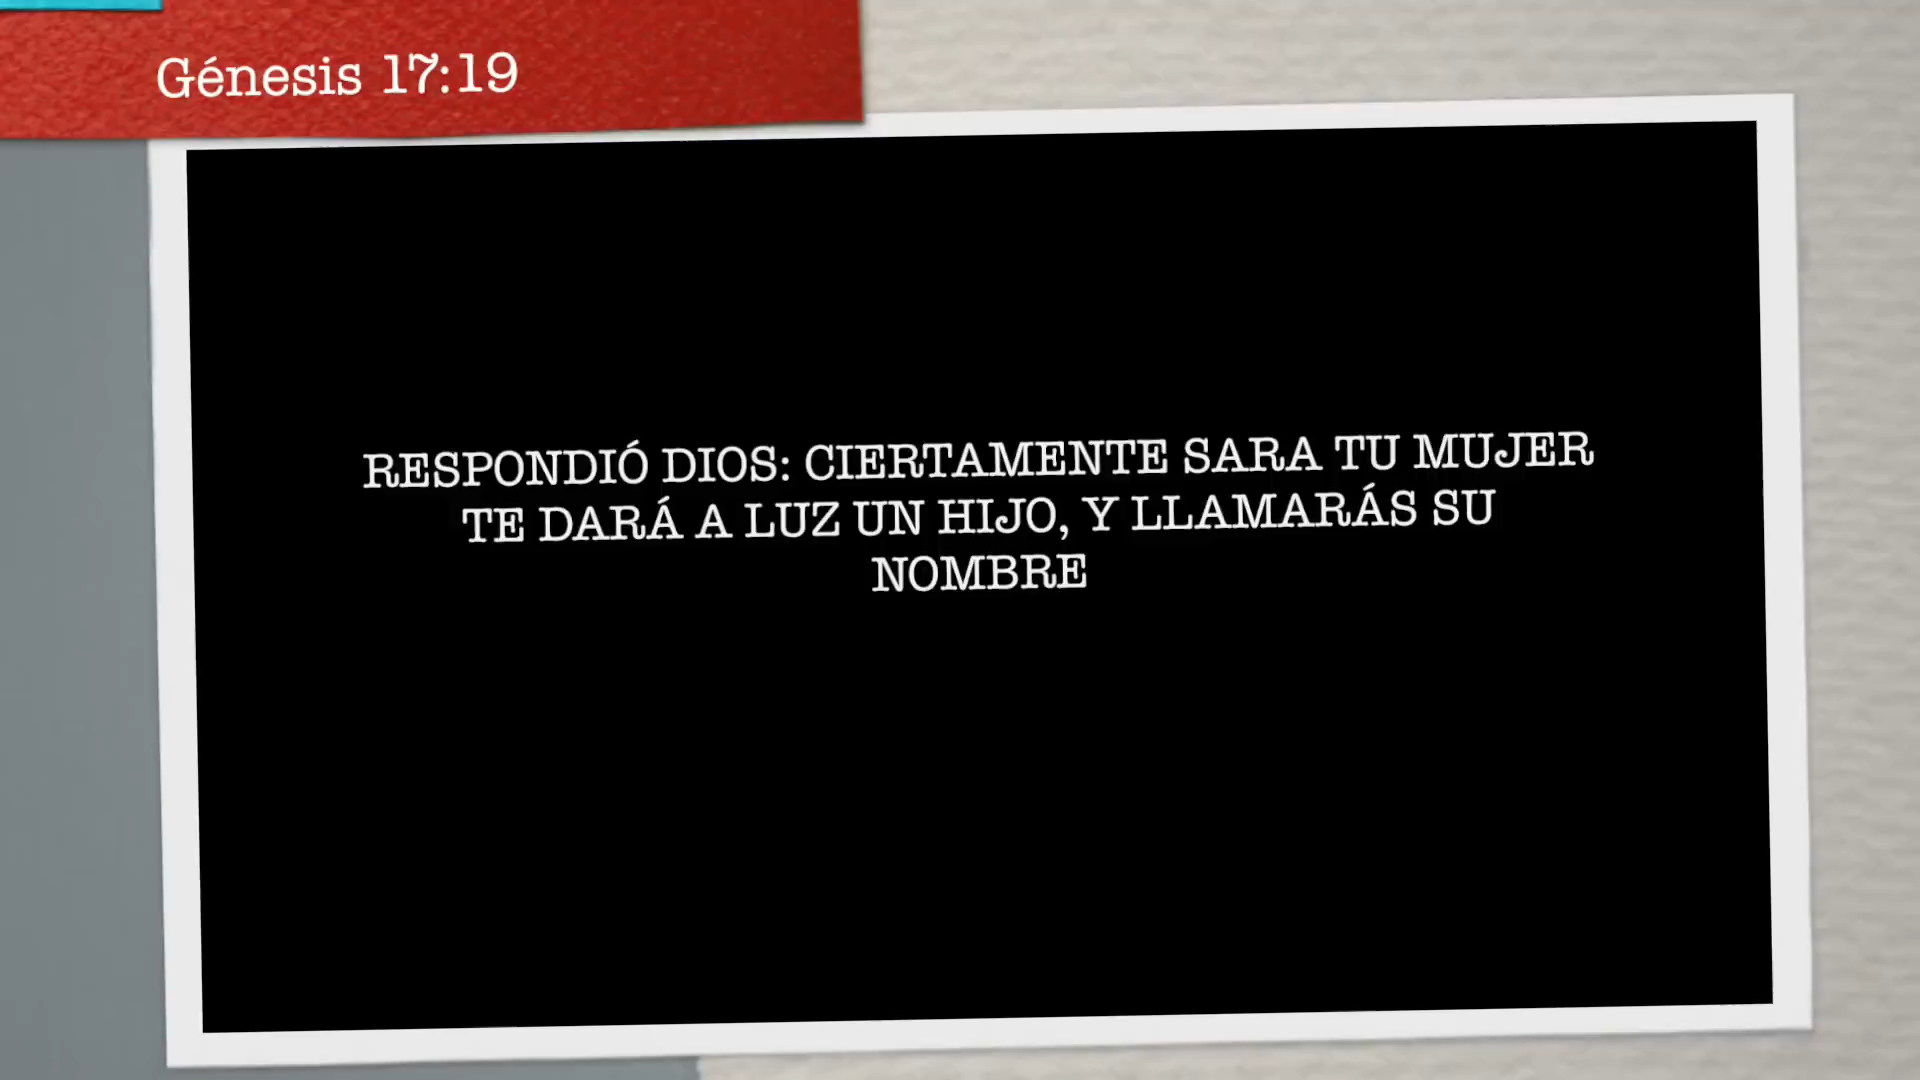 Génesis 17:19
RESPONDIÓ DIOS: CIERTAMENTE SARA TU MUJER
TE DARÁ A LUZ UN HIJO, Y LLAMARÁS SU
NOMBRE